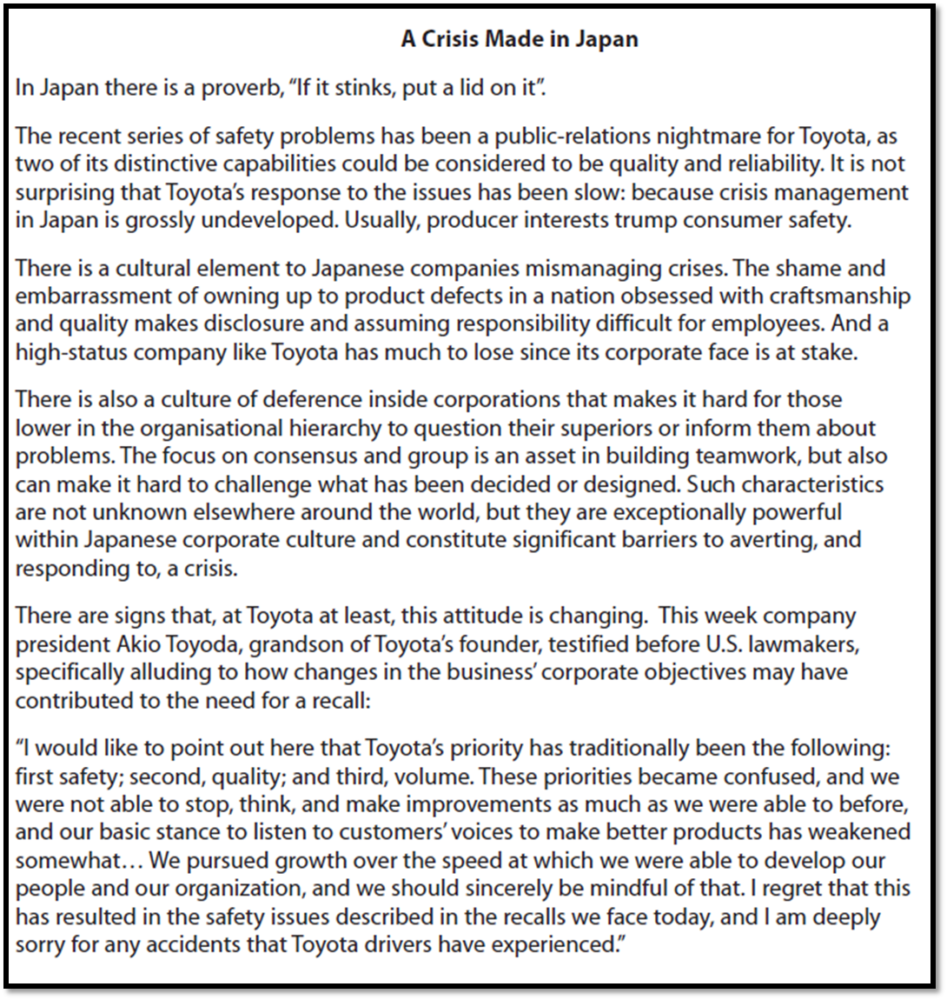 A Crisis Made in Japan
In Japan there is a proverb, “If it stinks, put a lid on it”.
The recent series of safety problems has been a public-relations nightmare for Toyota, as
two of its distinctive capabilities could be considered to be quality and reliability. It is not
surprising that Toyota’s response to the issues has been slow: because crisis management
in Japan is grossly undeveloped. Usually, producer interests trump consumer safety.
There is a cultural element to Japanese companies mismanaging crises. The shame and
embarrassment of owning up to product defects in a nation obsessed with craftsmanship
and quality makes disclosure and assuming responsibility difficult for employees. And a
high-status company like Toyota has much to lose since its corporate face is at stake.
There is also a culture of deference inside corporations that makes it hard for those
lower in the organisational hierarchy to question their superiors or inform them about
problems. The focus on consensus and group is an asset in building teamwork, but also
can make it hard to challenge what has been decided or designed. Such characteristics
are not unknown elsewhere around the world, but they are exceptionally powerful
within Japanese corporate culture and constitute significant barriers to averting, and
responding to, a crisis.
There are signs that, at Toyota at least, this attitude is changing. This week company
president Akio Toyoda, grandson of Toyota’s founder, testified before U.S. lawmakers,
specifically alluding to how changes in the business’ corporate objectives may have
contributed to the need for a recall:
“I would like to point out here that Toyota’s priority has traditionally been the following:
first safety; second, quality; and third, volume. These priorities became confused, and we
were not able to stop, think, and make improvements as much as we were able to before,
and our basic stance to listen to customers’ voices to make better products has weakened
somewhat… We pursued growth over the speed at which we were able to develop our
people and our organization, and we should sincerely be mindful of that. I regret that this
has resulted in the safety issues described in the recalls we face today, and I am deeply
sorry for any accidents that Toyota drivers have experienced.”